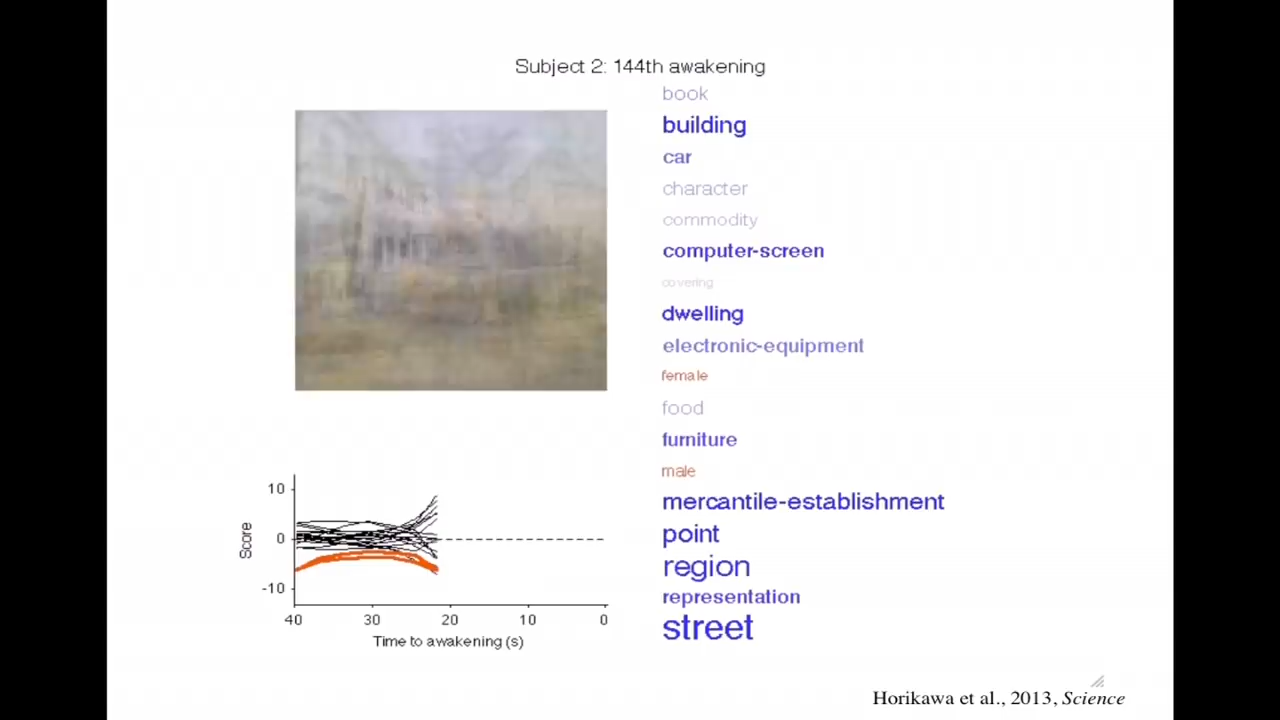 Subject 2: 144th awakening
book
building
car
character
commodity
computer-screen
covering
dwelling
electronic-equipment
female
food
furniture
male
mercantile-establishment
point
region
representation
street
10
0
-10
Score
40 30 20 10 0
Time to awakening (s)
Horikawa et al., 2013, Science